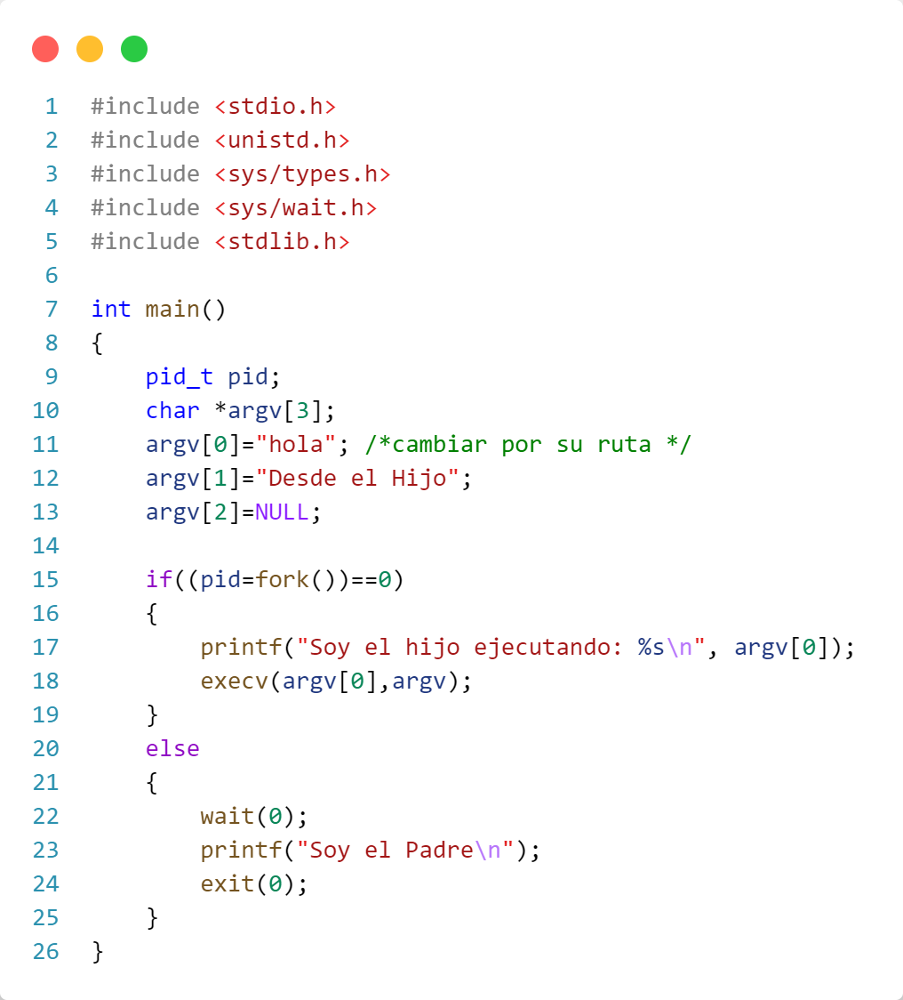 1 #include <stdio.h>
2 #include <unistd.h>
3 #include <sys/types.h>
4 #include <sys/wait.h>
5 #include <stdlib.h>
6
7 int main()
8 {
9     pid_t pid;
10     char *argv[3];
11     argv[0]="hola"; /*cambiar por su ruta */
12     argv[1]="Desde el Hijo";
13     argv[2]=NULL;
14
15     if((pid=fork())==0)
16     {
17         printf("Soy el hijo ejecutando: %s\n", argv[0]);
18         execv(argv[0],argv);
19     }
20     else
21     {
22         wait(0);
23         printf("Soy el Padre\n");
24         exit(0);
25     }
26 }